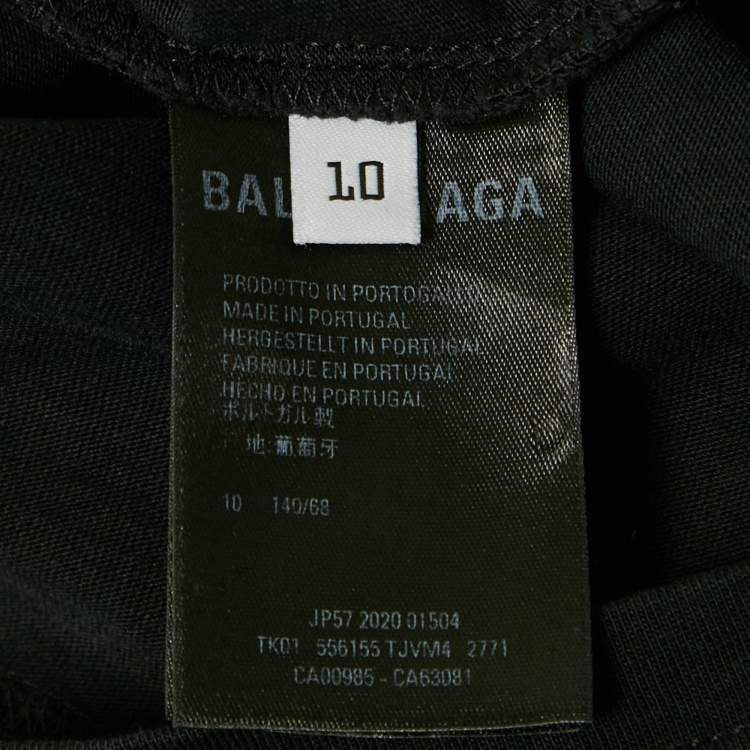 10
BAL AGA
PRODOTTO IN PORTOGALLO
MADE IN PORTUGAL
HERGESTELLT IN PORTUGAL
FABRIQUE EN PORTUGAL
HECHO EN PORTUGAL
ポルトガル製
地:葡萄牙
10 140/68
JP57 2020 01504
TK01 556155 TJVM4 2771
CA00985 - CA63081